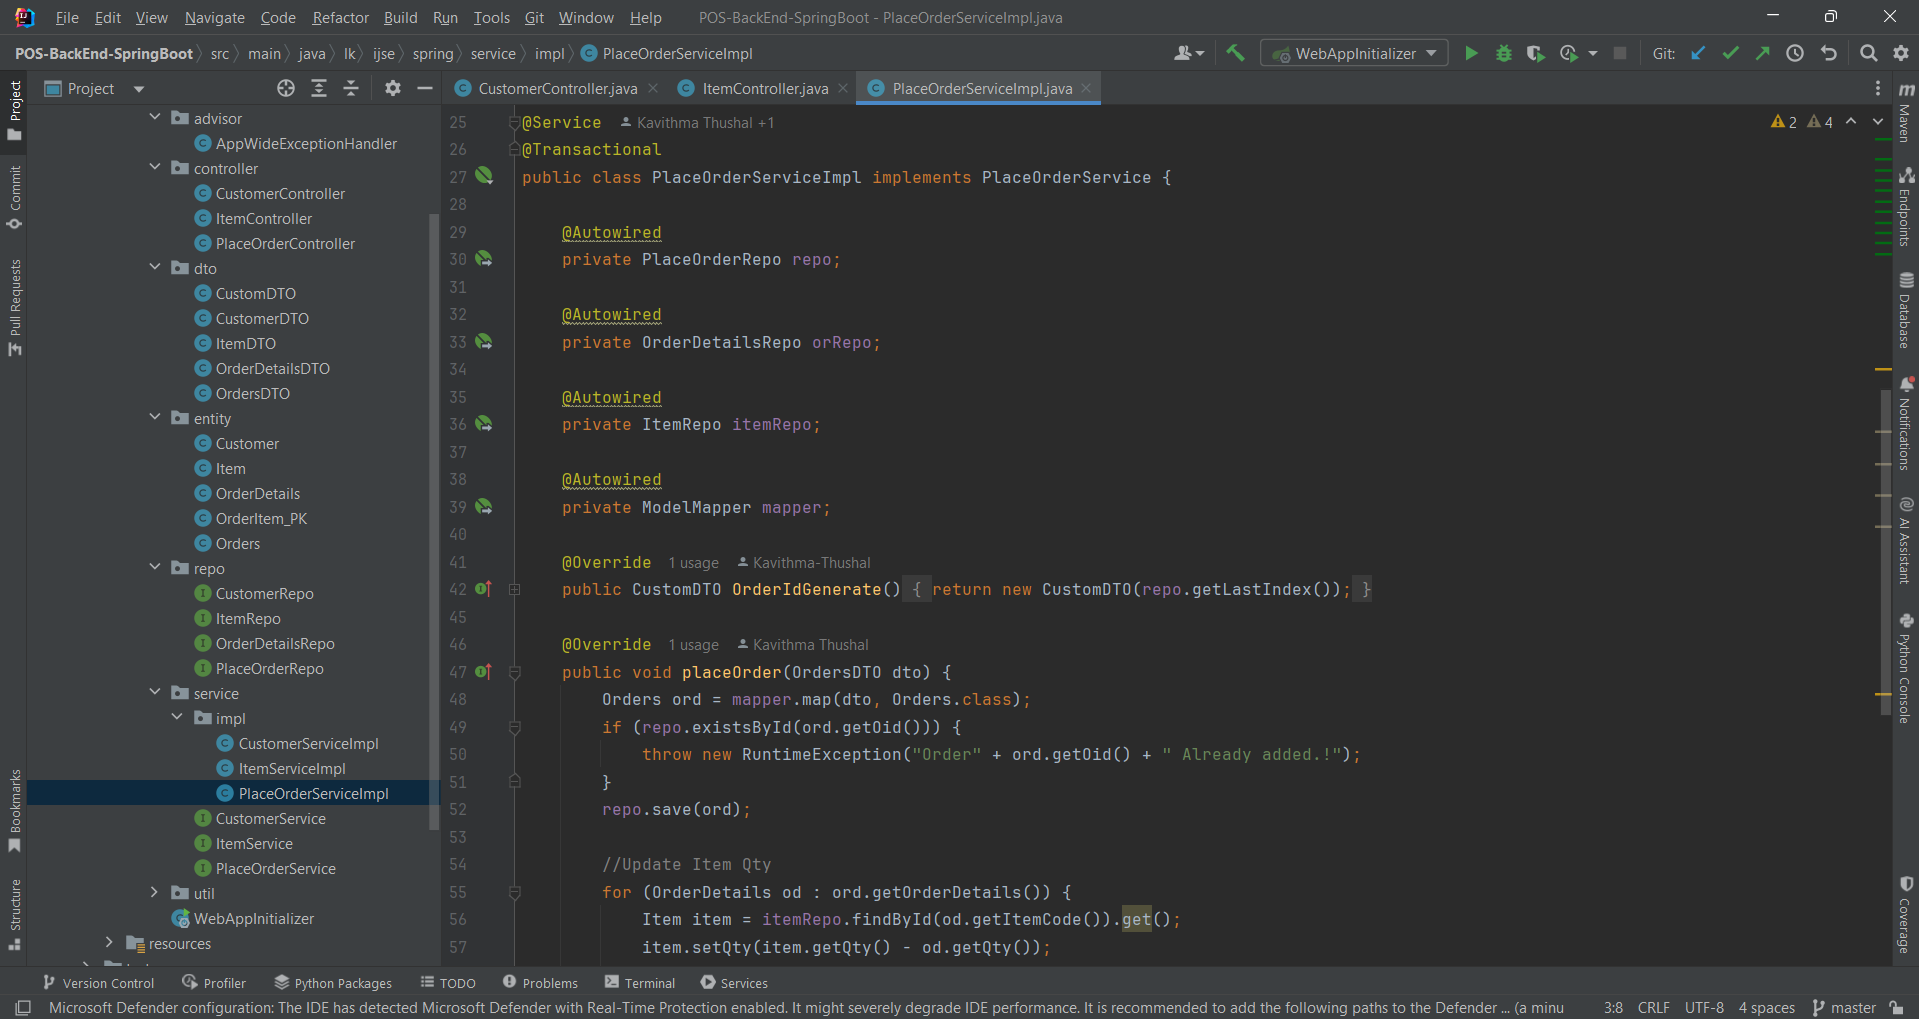 File Edit View Navigate Code Refactor Build Run Tools Git Window Help POS-BackEnd-SpringBoot - PlaceOrderServiceImpl.java
POS-BackEnd-SpringBoot src main java lk ijse spring service impl PlaceOrderServiceImpl WebAppInitializer Git:
Project
CustomerController.java ItemController.java PlaceOrderServiceImpl.java
Project
Commit
Pull Requests
Bookmarks
Structure
advisor
AppWideExceptionHandler
controller
CustomerController
ItemController
PlaceOrderController
dto
CustomDTO
CustomerDTO
ItemDTO
OrderDetailsDTO
OrdersDTO
entity
Customer
Item
OrderDetails
OrderItem_PK
Orders
repo
CustomerRepo
ItemRepo
OrderDetailsRepo
PlaceOrderRepo
service
impl
CustomerServiceImpl
ItemServiceImpl
PlaceOrderServiceImpl
CustomerService
ItemService
PlaceOrderService
util
WebAppInitializer
resources
25 @Service Kavithma Thushal +1 2 4
26 @Transactional
27 public class PlaceOrderServiceImpl implements PlaceOrderService {
28
29 @Autowired
30 private PlaceOrderRepo repo;
31
32 @Autowired
33 private OrderDetailsRepo orRepo;
34
35 @Autowired
36 private ItemRepo itemRepo;
37
38 @Autowired
39 private ModelMapper mapper;
40
41 @Override 1 usage Kavithma-Thushal
42 public CustomDTO OrderIdGenerate() { return new CustomDTO(repo.getLastIndex()); }
45
46 @Override 1 usage Kavithma Thushal
47 public void placeOrder(OrdersDTO dto) {
48 Orders ord = mapper.map(dto, Orders.class);
49 if (repo.existsById(ord.getOid())) {
50 throw new RuntimeException("Order" + ord.getOid() + " Already added.!");
51 }
52 repo.save(ord);
53
54 //Update Item Qty
55 for (OrderDetails od : ord.getOrderDetails()) {
56 Item item = itemRepo.findById(od.getItemCode()).get();
57 item.setQty(item.getQty() - od.getQty());
Maven
Endpoints
Database
Notifications
AI Assistant
Python Console
Coverage
Version Control Profiler Python Packages TODO Problems Terminal Services
Microsoft Defender configuration: The IDE has detected Microsoft Defender with Real-Time Protection enabled. It might severely degrade IDE performance. It is recommended to add the following paths to the Defender ... (a minu 3:8 CRLF UTF-8 4 spaces master